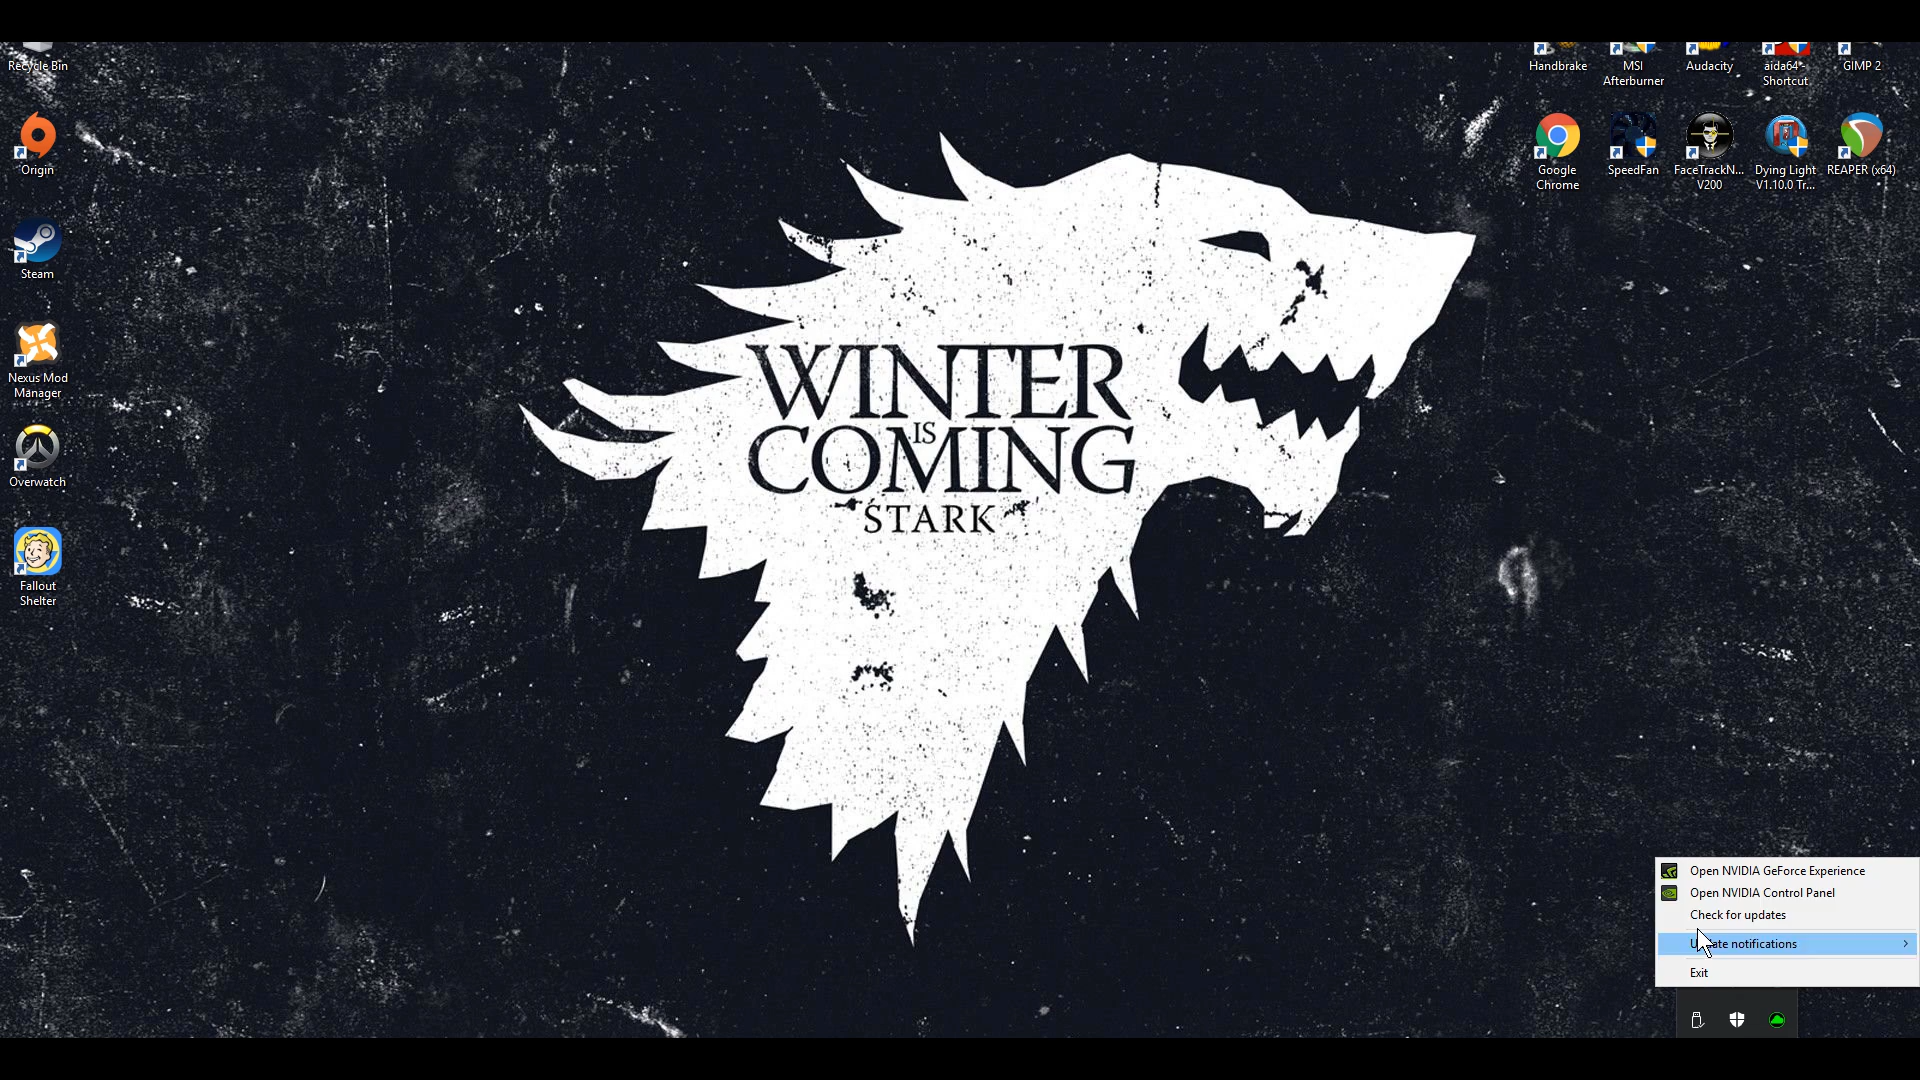 Recycle Bin
Origin
Steam
Nexus Mod
Manager
Overwatch
Fallout
Shelter
WINTER
IS
COMING
STARK
Handbrake
MSI
Afterburner
Audacity
aida64 -
Shortcut
GIMP 2
Google
Chrome
SpeedFan
FaceTrackN...
V200
Dying Light
V1.10.0 Tr...
REAPER (x64)
Open NVIDIA GeForce Experience
Open NVIDIA Control Panel
Check for updates
notifications
Exit